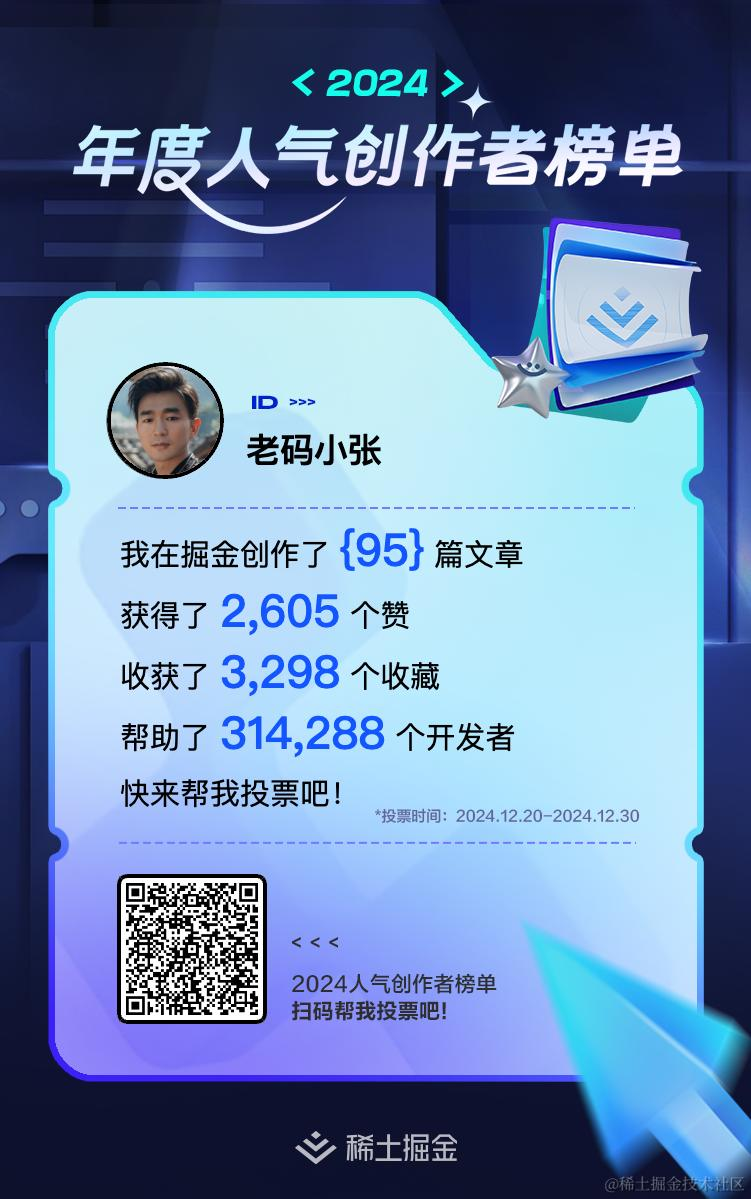 < 2024 >
年度人气创作者榜单
ID >>>
老码小张
我在掘金创作了 {95} 篇文章
获得了 2,605 个赞
收获了 3,298 个收藏
帮助了 314,288 个开发者
快来帮我投票吧！
*投票时间：2024.12.20-2024.12.30
< < <
2024人气创作者榜单
扫码帮我投票吧!
稀土掘金
@稀土掘金技术社区